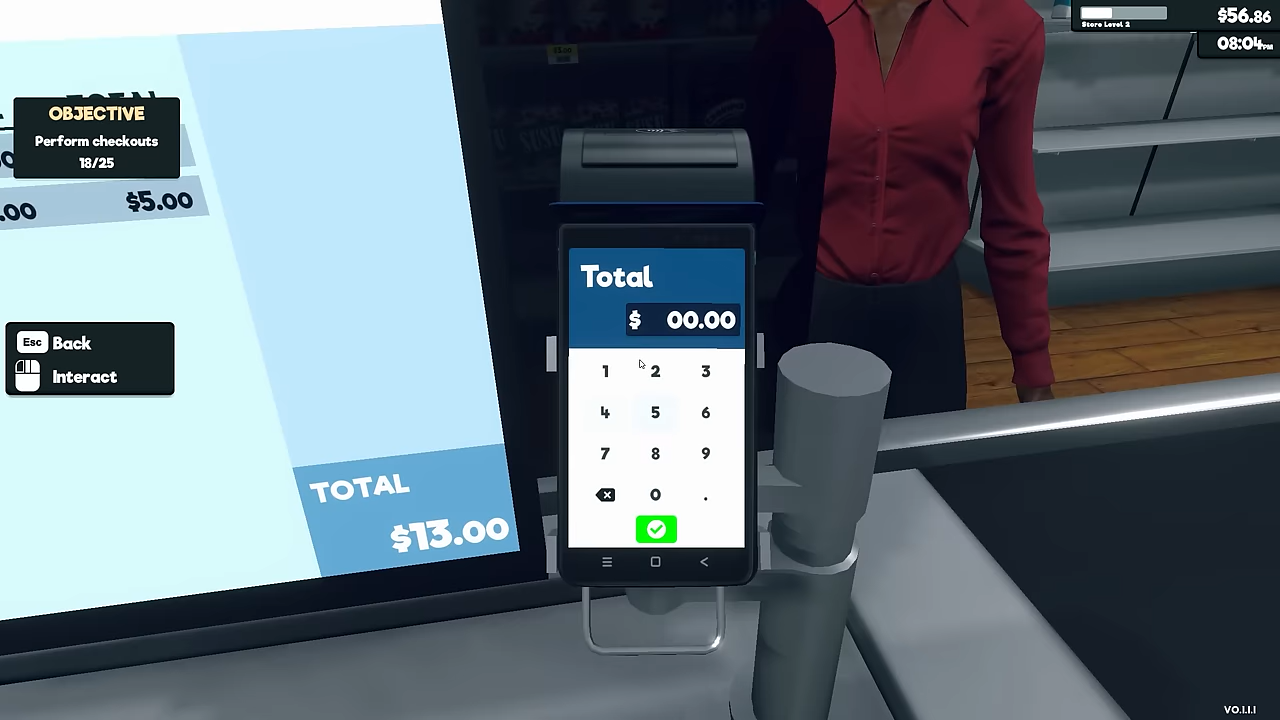 $56.86
Store Level 2
08:04PM
TOTAL
OBJECTIVE
Perform checkouts
18/25
.00 $5.00
Esc Back
Interact
TOTAL
$13.00
Total
$ 00.00
1 2 3
4 5 6
7 8 9
0 .
V0.1.1.1